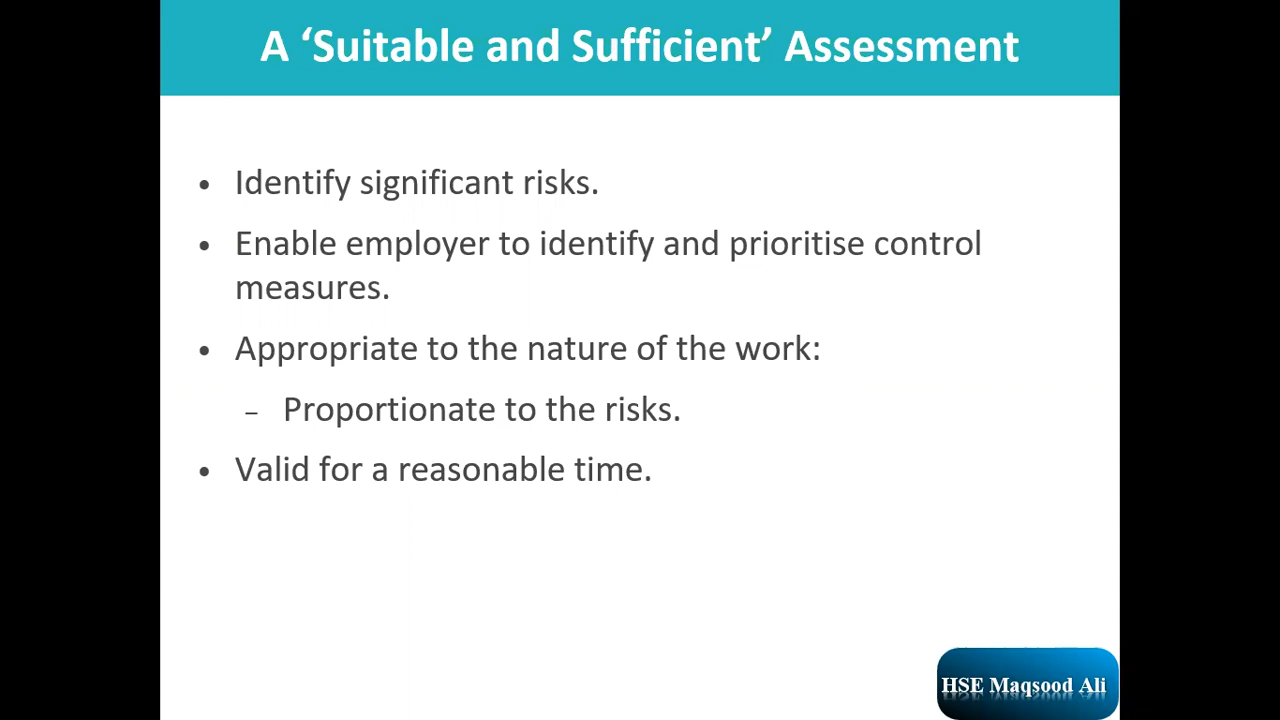 A ‘Suitable and Sufficient’ Assessment
• Identify significant risks.
• Enable employer to identify and prioritise control
measures.
• Appropriate to the nature of the work:
– Proportionate to the risks.
• Valid for a reasonable time.
HSE Maqsood Ali